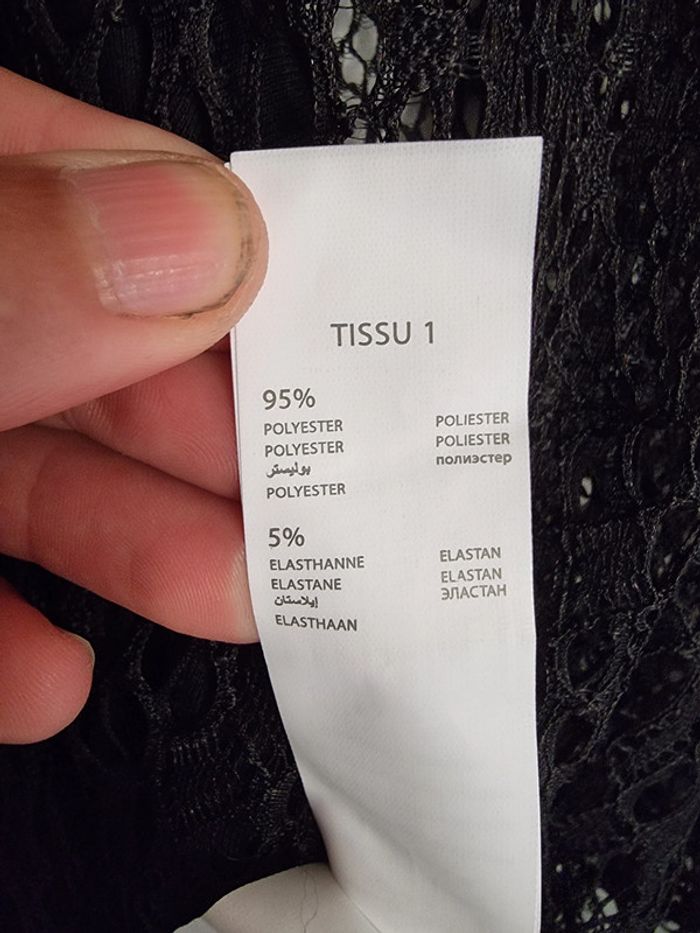 TISSU 1
95%
POLYESTER
POLYESTER
بوليستر
POLYESTER
POLIESTER
POLIESTER
полиэстер
5%
ELASTHANNE
ELASTANE
إيلاستان
ELASTHAAN
ELASTAN
ELASTAN
ЭЛАСТАН